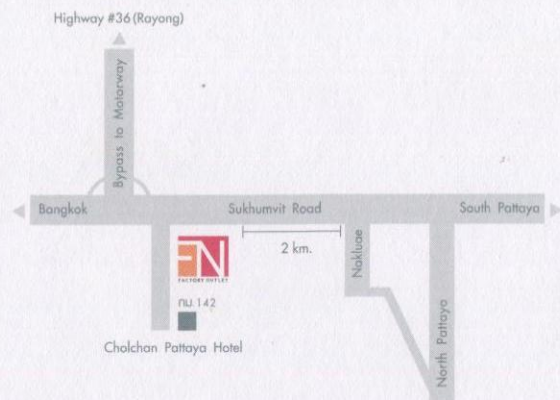 Highway #36 (Rayong)
Bypass to Motorway
Bangkok
Sukhumvit Road
South Pattaya
2 km.
Nakluae
FN
FACTORY OUTLET
กม. 142
Cholchan Pattaya Hotel
North Pattaya